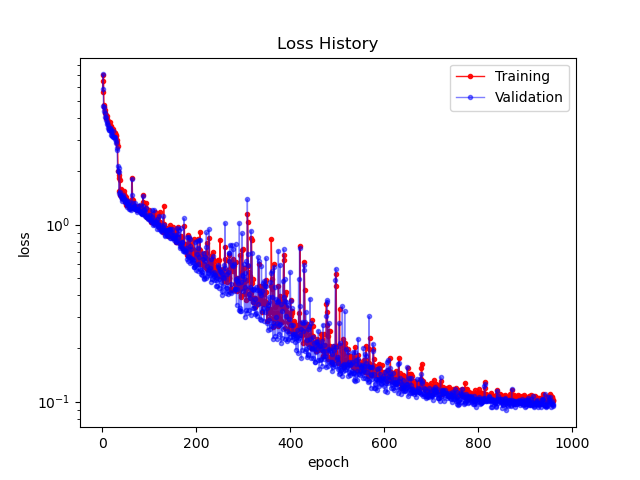 Loss History
Training
Validation
loss
10⁰
10⁻¹
0 200 400 600 800 1000
epoch